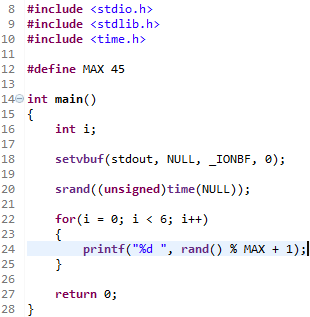 8 #include <stdio.h>
9 #include <stdlib.h>
10 #include <time.h>
11
12 #define MAX 45
13
14 int main()
15 {
16     int i;
17
18     setvbuf(stdout, NULL, _IONBF, 0);
19
20     srand((unsigned)time(NULL));
21
22     for(i = 0; i < 6; i++)
23     {
24         printf("%d ", rand() % MAX + 1);
25     }
26
27     return 0;
28 }